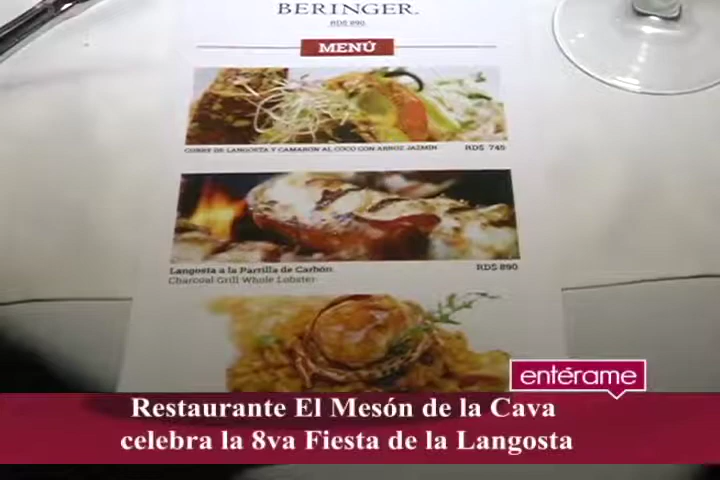 BERINGER.
RD$ 890
MENÚ
CURRY DE LANGOSTA Y CAMARON AL COCO CON ARROZ JAZMIN RD$ 745
Langosta a la Parrilla de Carbón. RD$ 890
Charcoal Grill Whole Lobster
entérame
Restaurante El Mesón de la Cava
celebra la 8va Fiesta de la Langosta